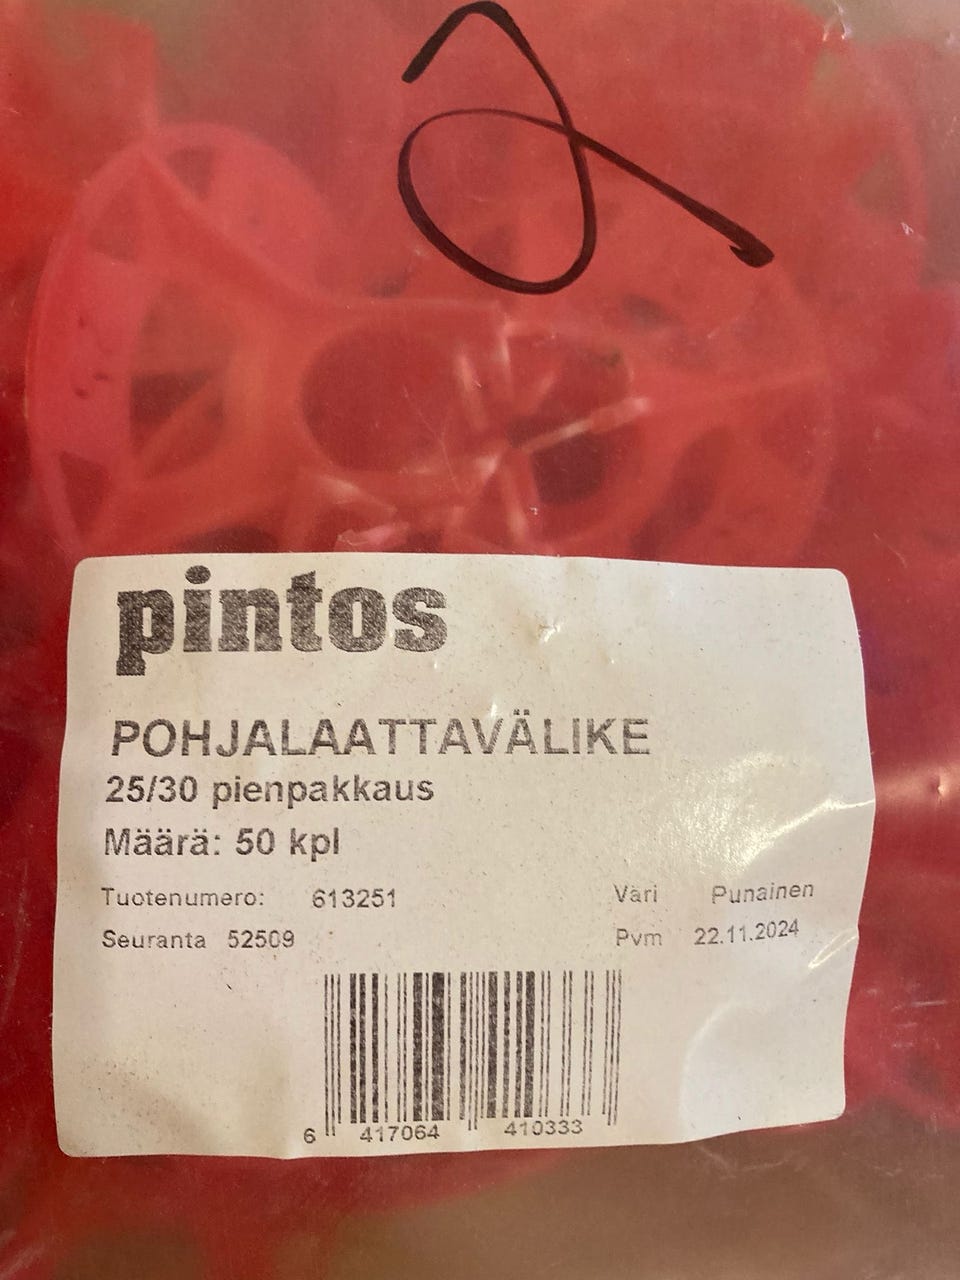 pintos
POHJALAATTAVÄLIKE
25/30 pienpakkaus
Määrä: 50 kpl
Tuotenumero: 613251 Väri Punainen
Seuranta 52509 Pvm 22.11.2024
6 417064 410333